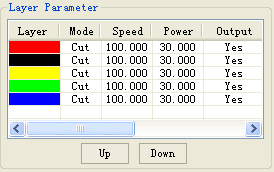 Layer Parameter
Layer Mode Speed Power Output
Cut 100.000 30.000 Yes
Cut 100.000 30.000 Yes
Cut 100.000 30.000 Yes
Cut 100.000 30.000 Yes
Cut 100.000 30.000 Yes
Up Down